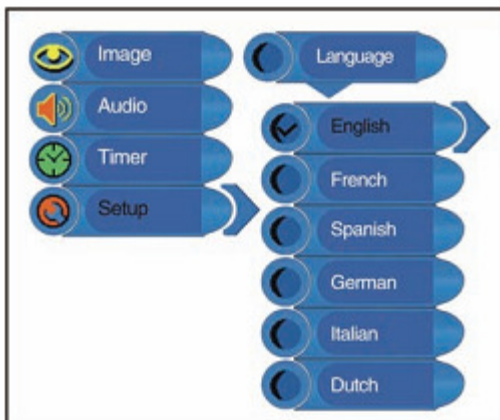 Image
Audio
Timer
Setup
Language
English
French
Spanish
German
Italian
Dutch